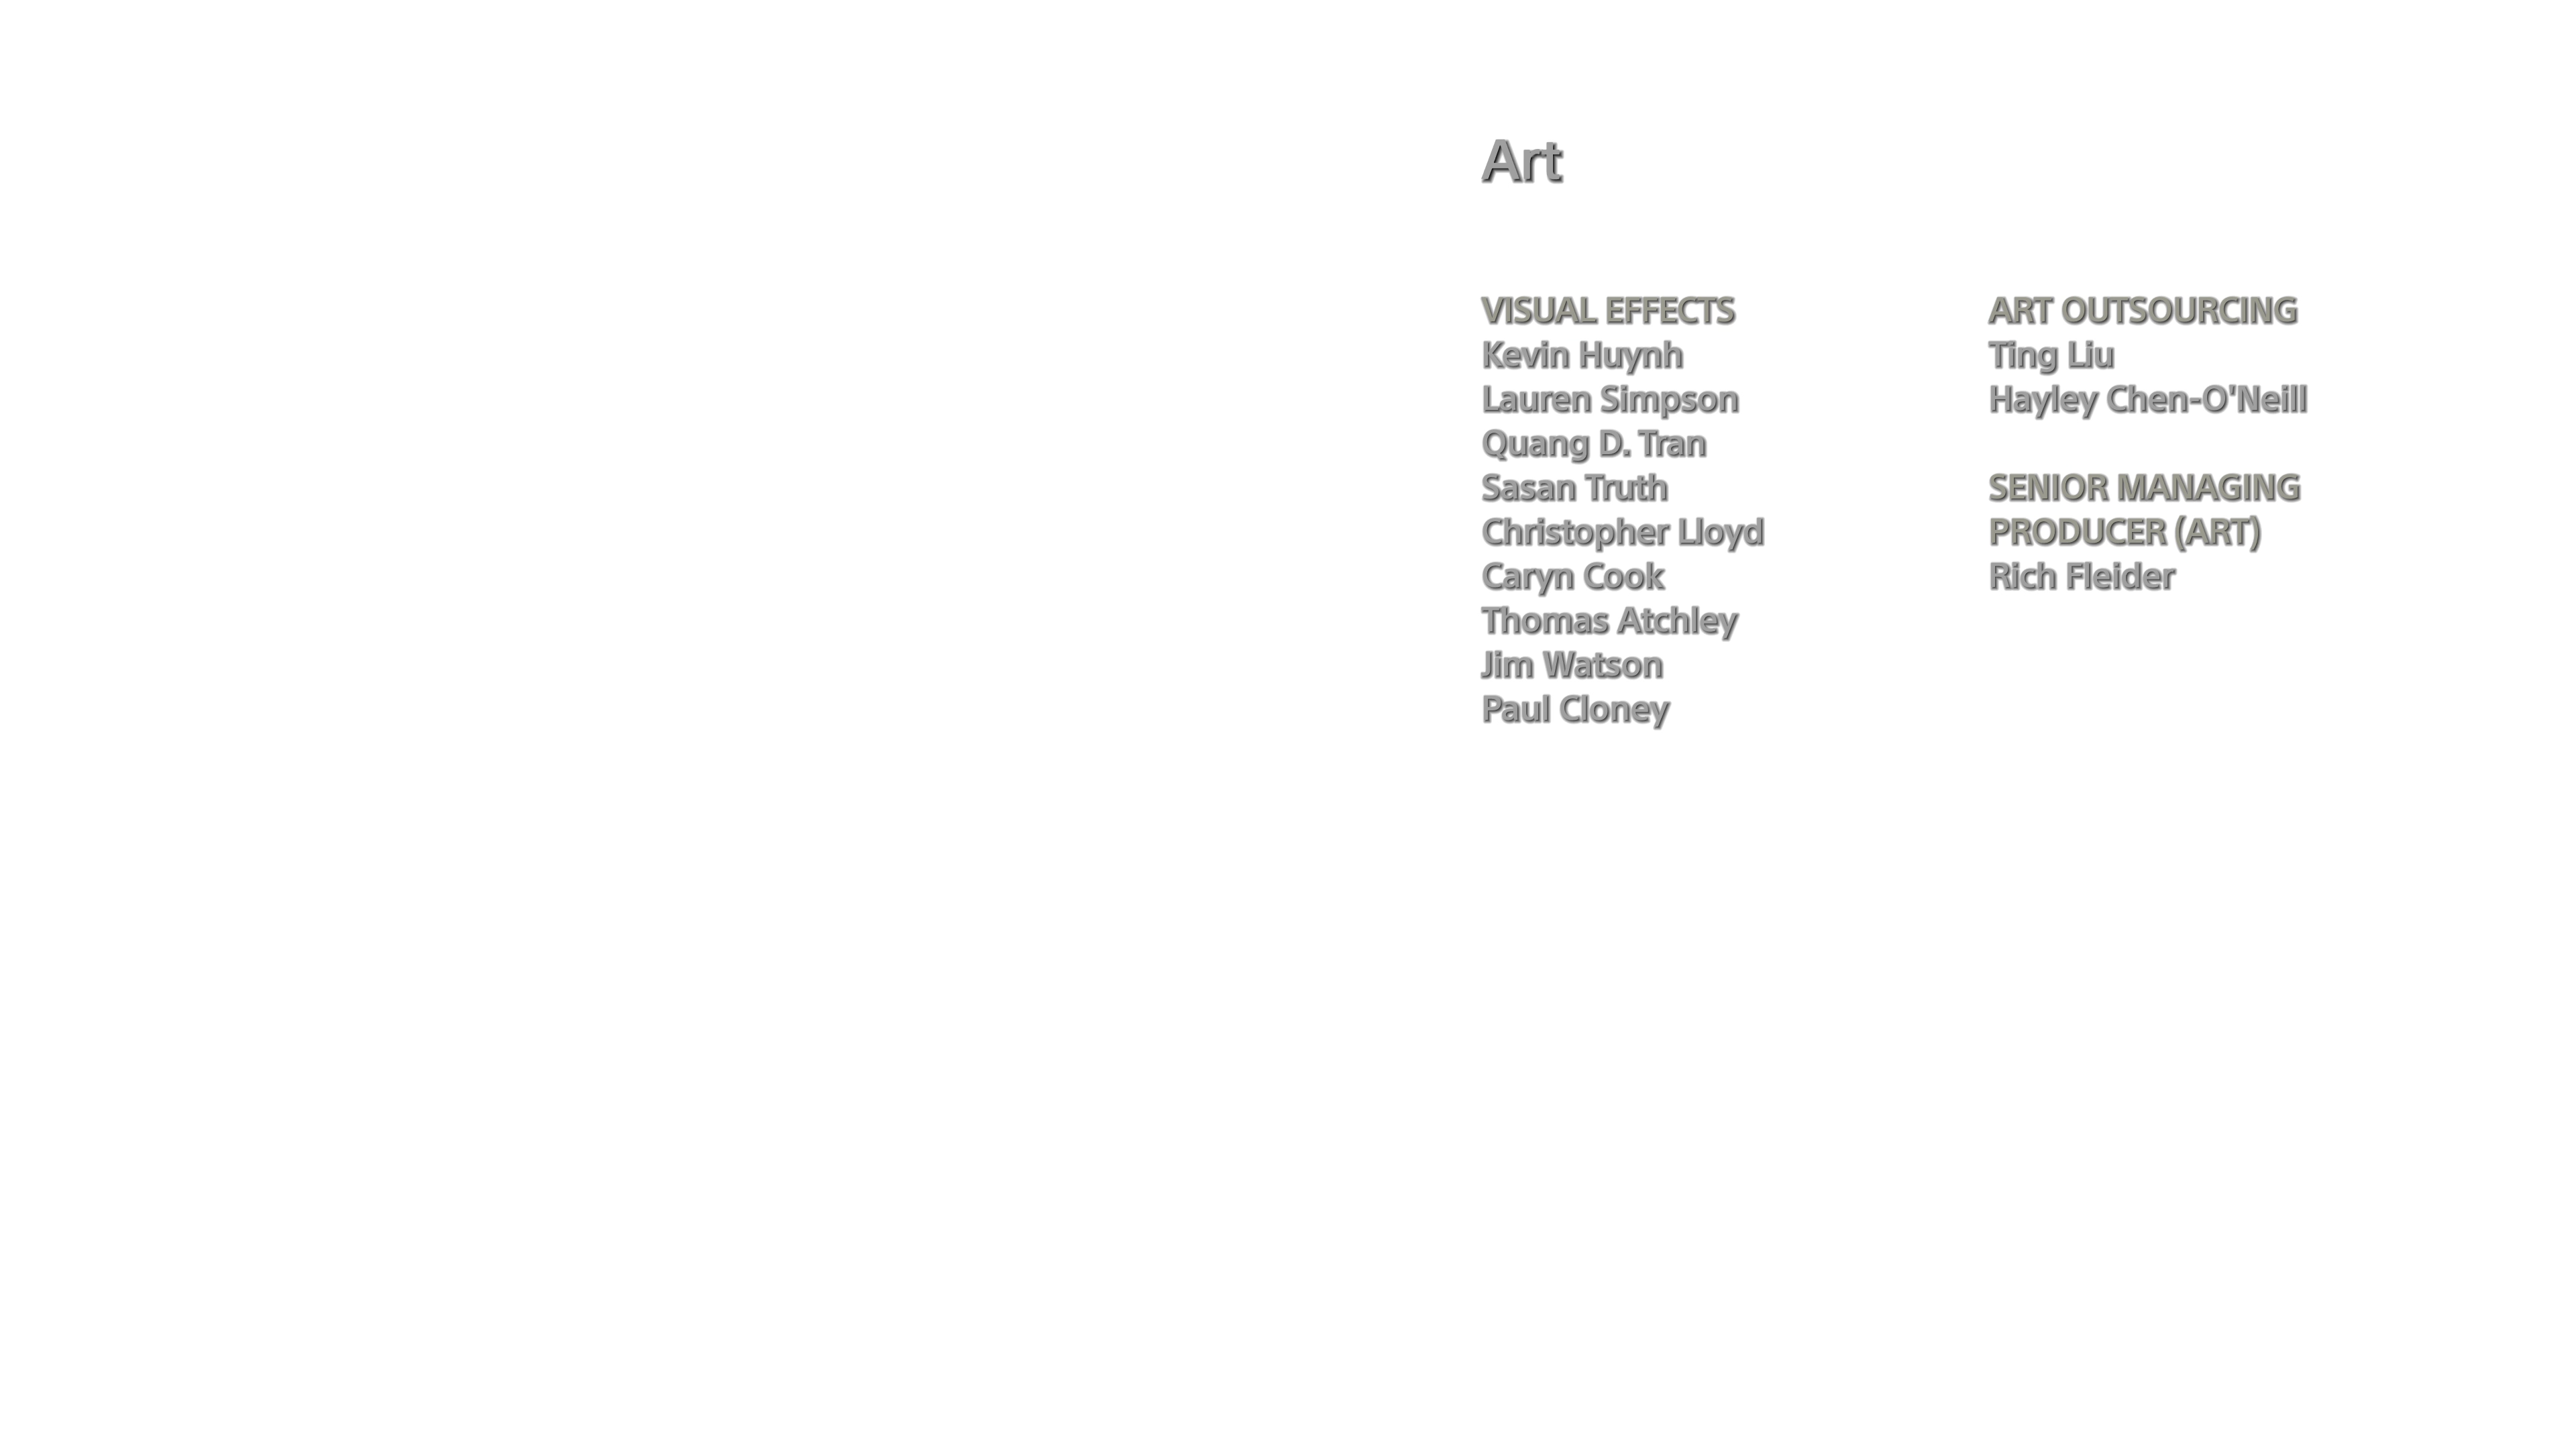 Art
VISUAL EFFECTS
Kevin Huynh
Lauren Simpson
Quang D. Tran
Sasan Truth
Christopher Lloyd
Caryn Cook
Thomas Atchley
Jim Watson
Paul Cloney
ART OUTSOURCING
Ting Liu
Hayley Chen-O'Neill
SENIOR MANAGING
PRODUCER (ART)
Rich Fleider